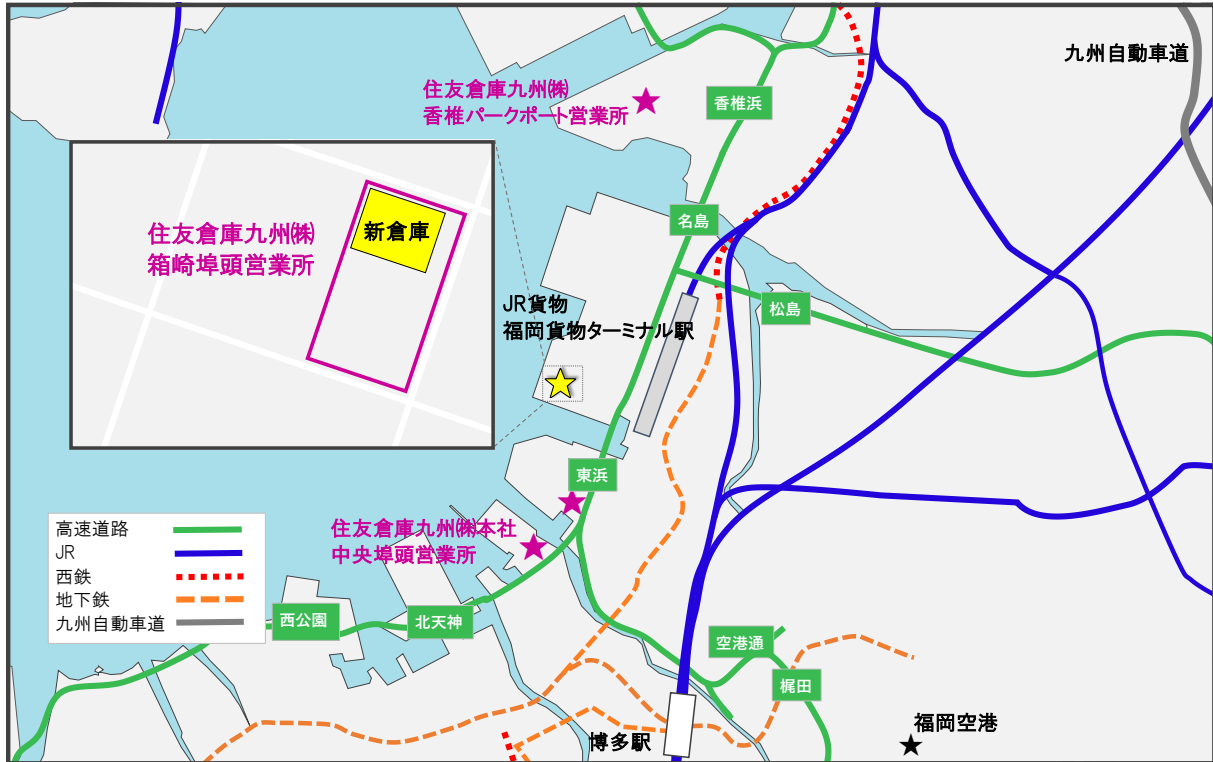 九州自動車道
住友倉庫九州㈱
香椎パークポート営業所
香椎浜
住友倉庫九州㈱
箱崎埠頭営業所
新倉庫
名島
JR貨物
福岡貨物ターミナル駅
松島
東浜
住友倉庫九州㈱本社
中央埠頭営業所
高速道路
JR
西鉄
地下鉄
九州自動車道
西公園
北天神
空港通
梶田
福岡空港
博多駅